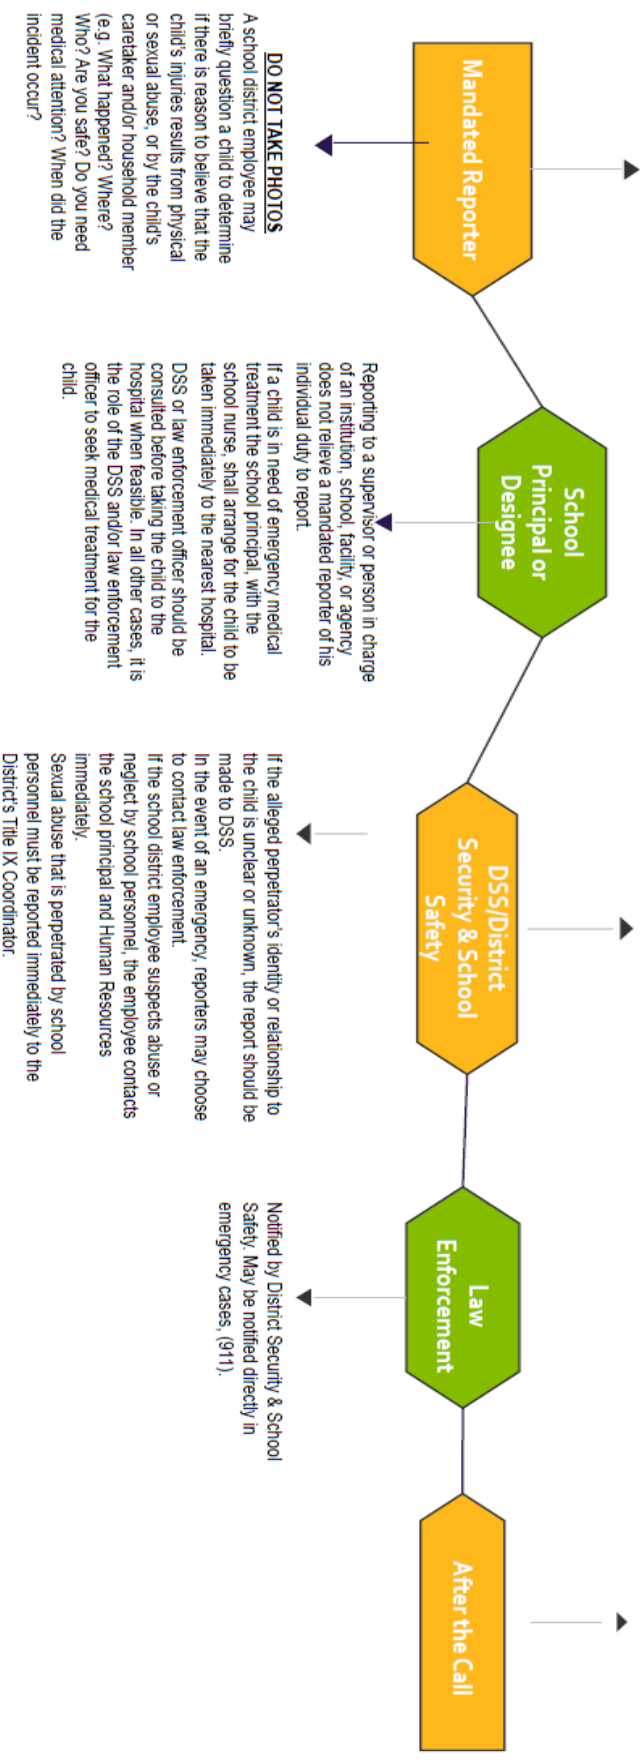 Mandated Reporter
School
Principal or
Designee
DSS/District
Security & School
Safety
Law
Enforcement
After the Call
DO NOT TAKE PHOTOS
A school district employee may
briefly question a child to determine
if there is reason to believe that the
child's injuries results from physical
or sexual abuse, or by the child's
caretaker and/or household member
(e.g. What happened? Where?
Who? Are you safe? Do you need
medical attention? When did the
incident occur?
Reporting to a supervisor or person in charge
of an institution, school, facility, or agency
does not relieve a mandated reporter of his
individual duty to report.
If a child is in need of emergency medical
treatment the school principal, with the
school nurse, shall arrange for the child to be
taken immediately to the nearest hospital.
DSS or law enforcement officer should be
consulted before taking the child to the
hospital when feasible. In all other cases, it is
the role of the DSS and/or law enforcement
officer to seek medical treatment for the
child.
If the alleged perpetrator's identity or relationship to
the child is unclear or unknown, the report should be
made to DSS.
In the event of an emergency, reporters may choose
to contact law enforcement.
If the school district employee suspects abuse or
neglect by school personnel, the employee contacts
the school principal and Human Resources
immediately.
Sexual abuse that is perpetrated by school
personnel must be reported immediately to the
District's Title IX Coordinator.
Notified by District Security & School
Safety. May be notified directly in
emergency cases, (911).